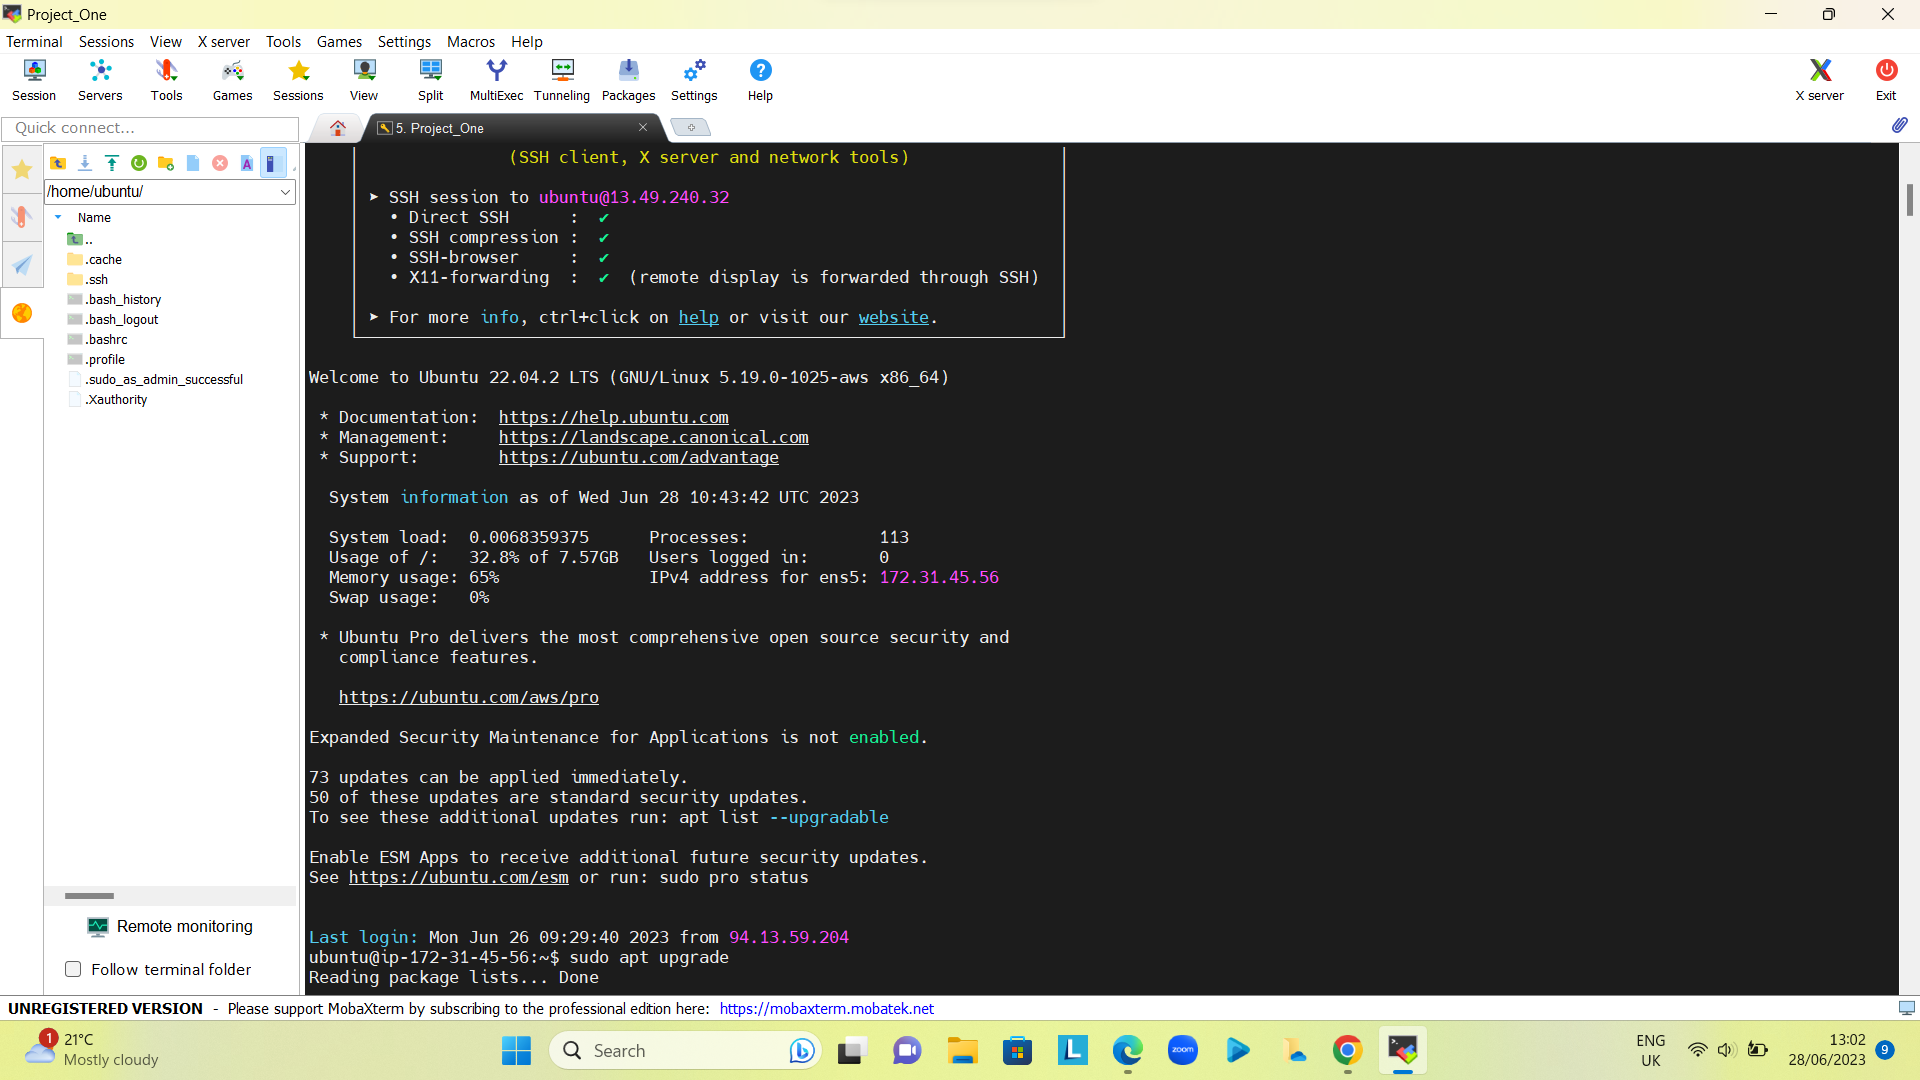 Project_One
Terminal Sessions View X server Tools Games Settings Macros Help
Session Servers Tools Games Sessions View Split MultiExec Tunneling Packages Settings Help X server Exit
Quick connect...
5. Project_One
/home/ubuntu/
Name
..
.cache
.ssh
.bash_history
.bash_logout
.bashrc
.profile
.sudo_as_admin_successful
.Xauthority
Remote monitoring
Follow terminal folder
(SSH client, X server and network tools)
➤ SSH session to ubuntu@13.49.240.32
• Direct SSH : ✔
• SSH compression : ✔
• SSH-browser : ✔
• X11-forwarding : ✔ (remote display is forwarded through SSH)
➤ For more info, ctrl+click on help or visit our website.
Welcome to Ubuntu 22.04.2 LTS (GNU/Linux 5.19.0-1025-aws x86_64)
* Documentation: https://help.ubuntu.com
* Management: https://landscape.canonical.com
* Support: https://ubuntu.com/advantage
System information as of Wed Jun 28 10:43:42 UTC 2023
System load: 0.0068359375 Processes: 113
Usage of /: 32.8% of 7.57GB Users logged in: 0
Memory usage: 65% IPv4 address for ens5: 172.31.45.56
Swap usage: 0%
* Ubuntu Pro delivers the most comprehensive open source security and
compliance features.
https://ubuntu.com/aws/pro
Expanded Security Maintenance for Applications is not enabled.
73 updates can be applied immediately.
50 of these updates are standard security updates.
To see these additional updates run: apt list --upgradable
Enable ESM Apps to receive additional future security updates.
See https://ubuntu.com/esm or run: sudo pro status
Last login: Mon Jun 26 09:29:40 2023 from 94.13.59.204
ubuntu@ip-172-31-45-56:~$ sudo apt upgrade
Reading package lists... Done
UNREGISTERED VERSION - Please support MobaXterm by subscribing to the professional edition here: https://mobaxterm.mobatek.net
1
21°C
Mostly cloudy
Search
zoom
ENG
UK
13:02
28/06/2023
9